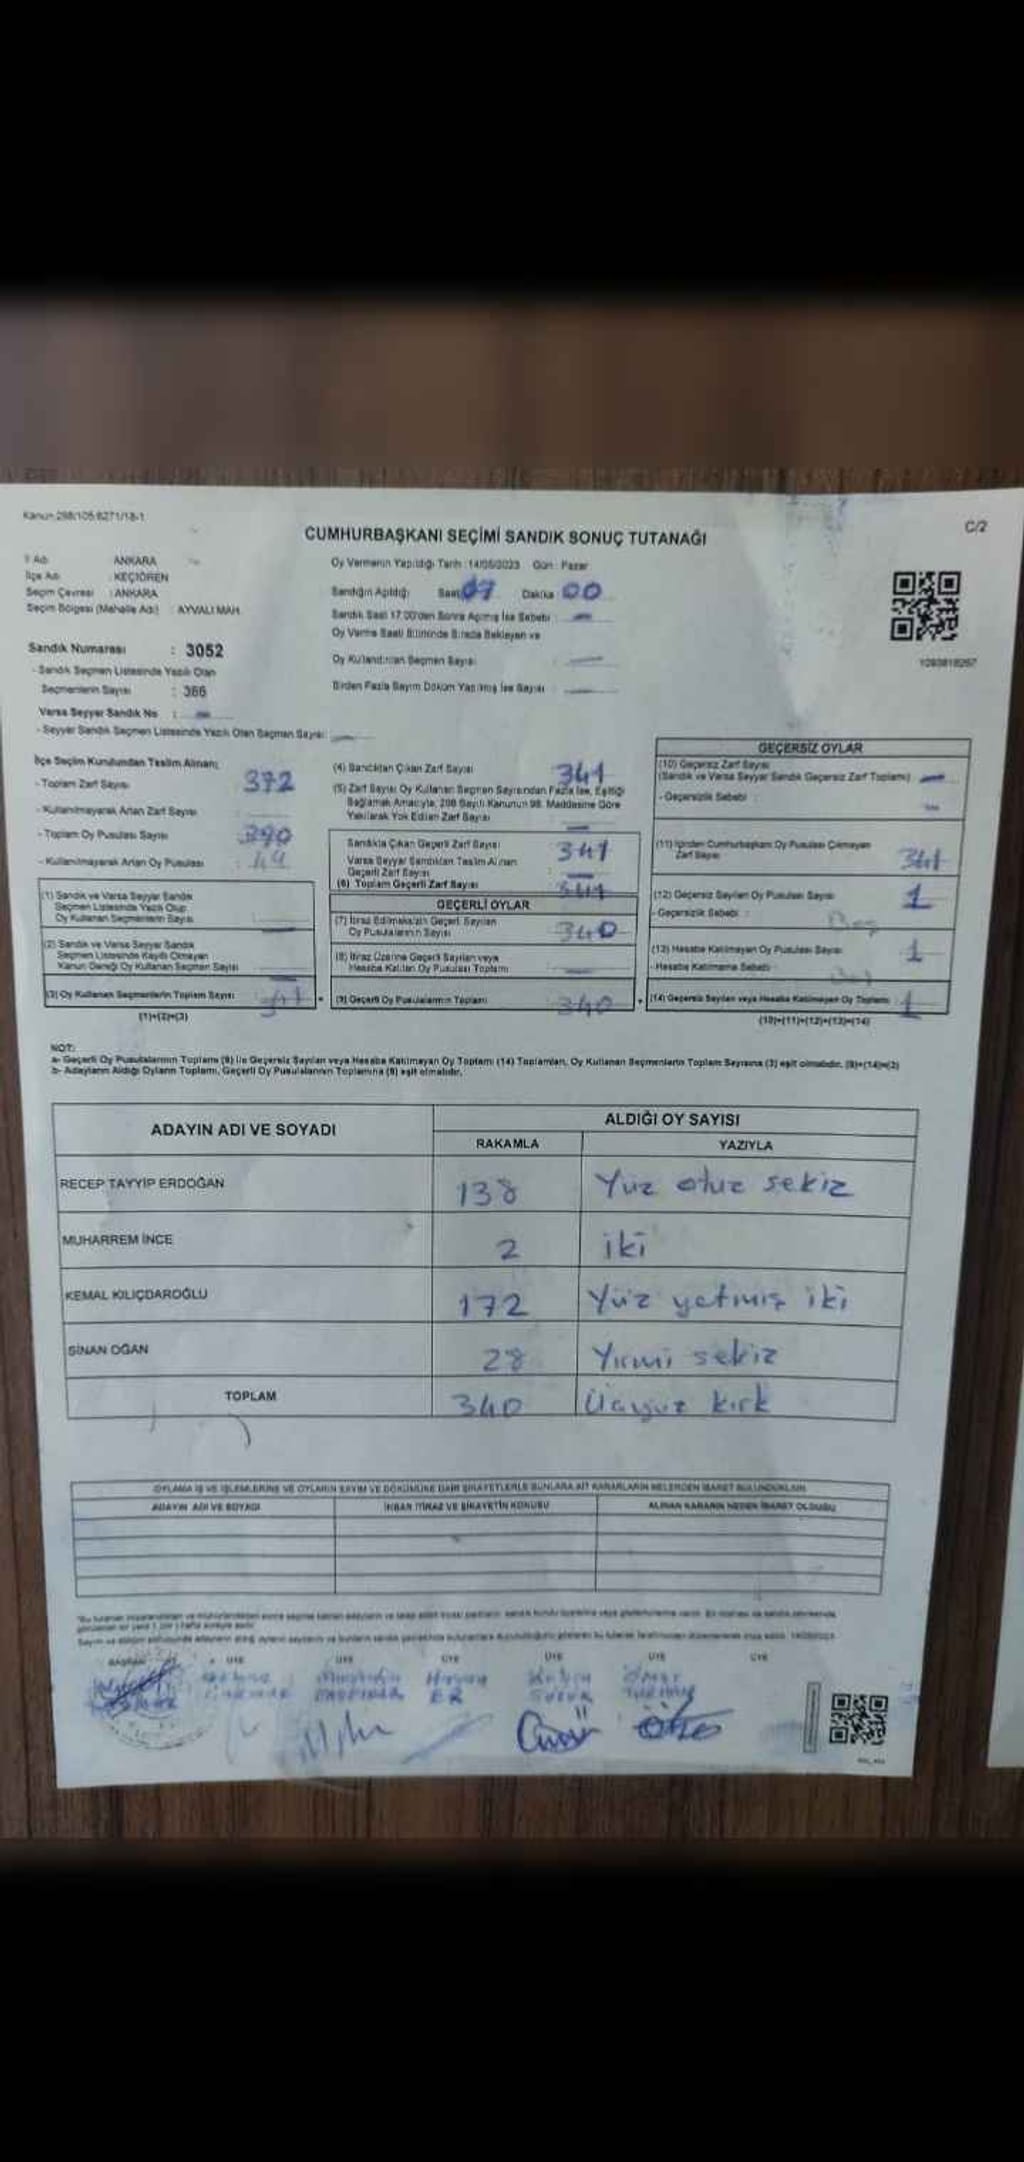 Kanun 298/105 6271/18-1
C/2
CUMHURBAŞKANI SEÇİMİ SANDIK SONUÇ TUTANAĞI
İl Adı ANKARA
İlçe Adı : KEÇİÖREN
Seçim Çevresi : ANKARA
Seçim Bölgesi (Mahalle Adı) : AYVALI MAH.
Sandık Numarası : 3052
- Sandık Seçmen Listesinde Yazılı Olan
Seçmenlerin Sayısı : 366
Varsa Seyyar Sandık No :
- Seyyar Sandık Seçmen Listesinde Yazılı Olan Seçmen Sayısı
Oy Vermenin Yapıldığı Tarih : 14/05/2023 Gün : Pazar
Sandığın Açıldığı Saat 07 Dakika : 00
Sandık Saat 17:00'den Sonra Açılmış İse Sebebi :
Oy Verme Saati Bitiminde Sırada Bekleyen ve
Oy Kullandırılan Seçmen Sayısı :
Birden Fazla Sayım Döküm Yapılmış İse Sayısı :
İlçe Seçim Kurulundan Teslim Alınan;
- Toplam Zarf Sayısı 372
- Kullanılmayarak Artan Zarf Sayısı :
- Toplam Oy Pusulası Sayısı
- Kullanılmayarak Artan Oy Pusulası :
(1) Sandık ve Varsa Seyyar Sandık
Seçmen Listesinde Yazılı Olup
Oy Kullanan Seçmenlerin Sayısı
(2) Sandık ve Varsa Seyyar Sandık
Seçmen Listesinde Kayıtlı Olmayan
Kanun Gereği Oy Kullanan Seçmen Sayısı
(3) Oy Kullanan Seçmenlerin Toplam Sayısı 341
(1)+(2)=(3)
(4) Sandıktan Çıkan Zarf Sayısı 341
(5) Zarf Sayısı Oy Kullanan Seçmen Sayısından Fazla İse, Eşitliği
Sağlamak Amacıyla, 298 Sayılı Kanunun 98. Maddesine Göre
Yakılarak Yok Edilen Zarf Sayısı
Sandıkta Çıkan Geçerli Zarf Sayısı 341
Varsa Seyyar Sandıktan Teslim Alınan
Geçerli Zarf Sayısı
(6) Toplam Geçerli Zarf Sayısı 341
GEÇERLİ OYLAR
(7) İtiraz Edilmeksizin Geçerli Sayılan
Oy Pusulalarının Sayısı 340
(8) İtiraz Üzerine Geçerli Sayılan veya
Hesaba Katılan Oy Pusulası Toplamı
(9) Geçerli Oy Pusulalarının Toplamı 340
GEÇERSİZ OYLAR
(10) Geçersiz Zarf Sayısı
(Sandık ve Varsa Seyyar Sandık Geçersiz Zarf Toplamı)
- Geçersizlik Sebebi :
(11) İçinden Cumhurbaşkanı Oy Pusulası Çıkmayan
Zarf Sayısı 341
(12) Geçersiz Sayılan Oy Pusulası Sayısı 1
- Geçersizlik Sebebi :
(13) Hesaba Katılmayan Oy Pusulası Sayısı 1
- Hesaba Katılmama Sebebi :
(14) Geçersiz Sayılan veya Hesaba Katılmayan Oy Toplamı : 1
(10)+(11)+(12)+(13)=(14)
NOT:
a- Geçerli Oy Pusulalarının Toplamı (9) ile Geçersiz Sayılan veya Hesaba Katılmayan Oy Toplamı (14) Toplamları, Oy Kullanan Seçmenlerin Toplam Sayısına (3) eşit olmalıdır. (9)+(14)=(3)
b- Adayların Aldığı Oyların Toplamı, Geçerli Oy Pusulalarının Toplamına (9) eşit olmalıdır.
ADAYIN ADI VE SOYADI ALDIĞI OY SAYISI
RAKAMLA YAZIYLA
RECEP TAYYİP ERDOĞAN 138 Yüz otuz sekiz
MUHARREM İNCE 2 iki
KEMAL KILIÇDAROĞLU 172 Yüz yetmiş iki
SİNAN OĞAN 28 Yirmi sekiz
TOPLAM 340 Üçyüz kırk
OYLAMA İŞ VE İŞLEMLERİNE VE OYLARIN SAYIM VE DÖKÜMÜNE DAİR ŞİKAYETLERLE BUNLARA AİT KARARLARIN NELERDEN İBARET BULUNDUKLARI
ADAYIN ADI VE SOYADI İHBAR İTİRAZ VE ŞİKAYETİN KONUSU ALINAN KARARIN NEDEN İBARET OLDUĞU
BAŞKAN ÜYE ÜYE ÜYE ÜYE ÜYE ÜYE
ER